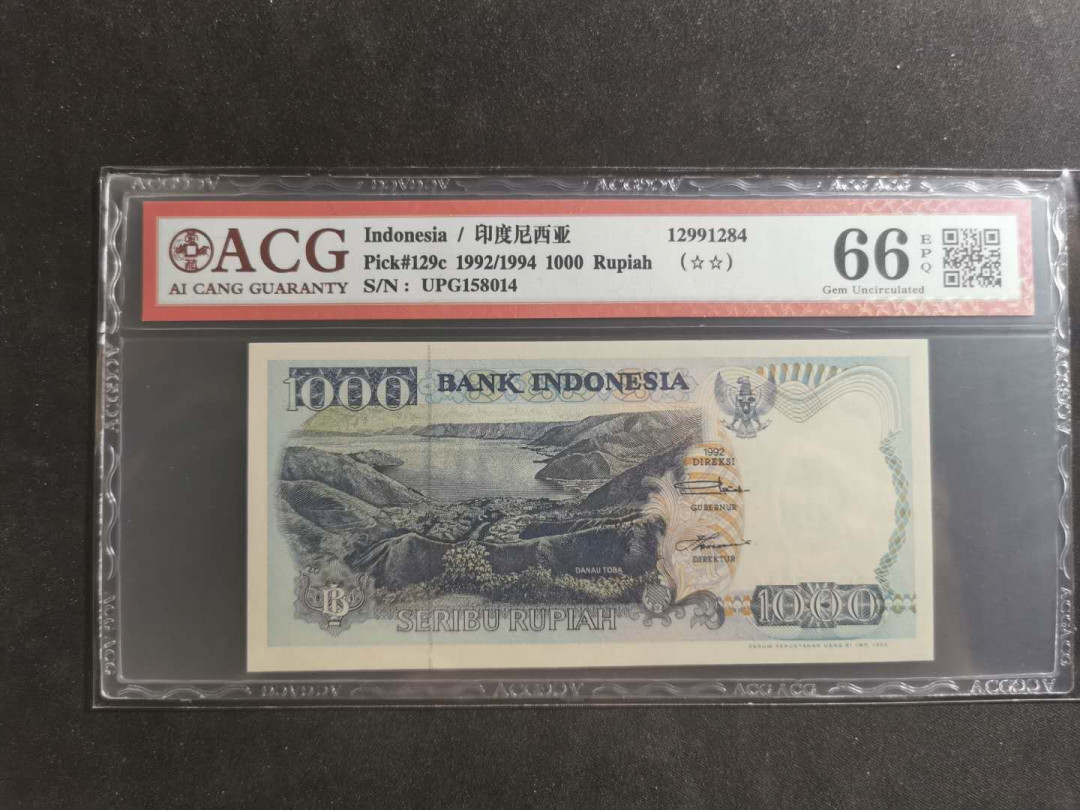 ACG
AI CANG GUARANTY
Indonesia / 印度尼西亚
Pick#129c 1992/1994 1000 Rupiah
S/N : UPG158014
12991284
(☆☆)
66
EPQ
Gem Uncirculated
1000
BANK INDONESIA
1992
DIREKSI
GUBERNUR
DIREKTUR
DANAU TOBA
SERIBU RUPIAH
1000